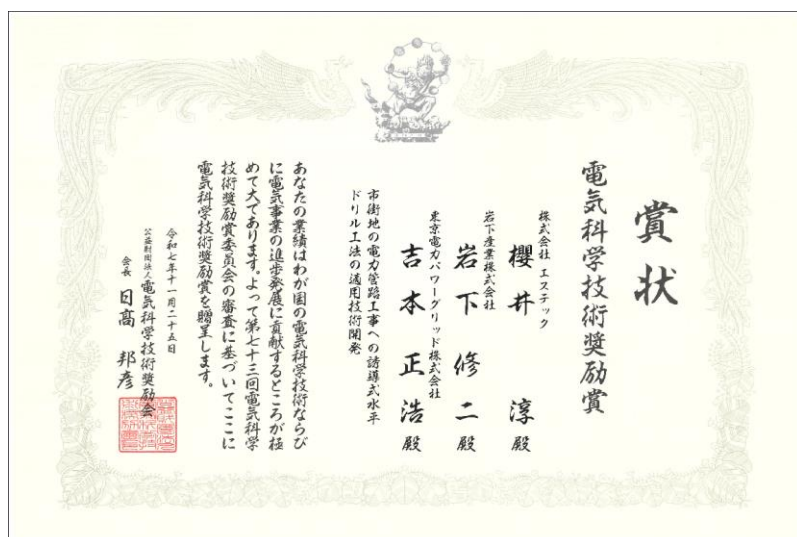 賞状
電気科学技術奨励賞
株式会社 エステック
櫻井 淳殿
岩下産業株式会社
岩下修二殿
東京電力パワーグリッド株式会社
吉本正浩殿
市街地の電力管路工事への誘導式水平
ドリル工法の適用技術開発
あなたの業績はわが国の電気科学技術ならび
に電気事業の進歩発展に貢献するところが極
めて大であります。よって第七十三回電気科学
技術奨励賞委員会の審査に基づいてここに
電気科学技術奨励賞を贈呈します。
令和七年十一月二十五日
公益財団法人 電気科学技術奨励会
会長 日髙 邦彦